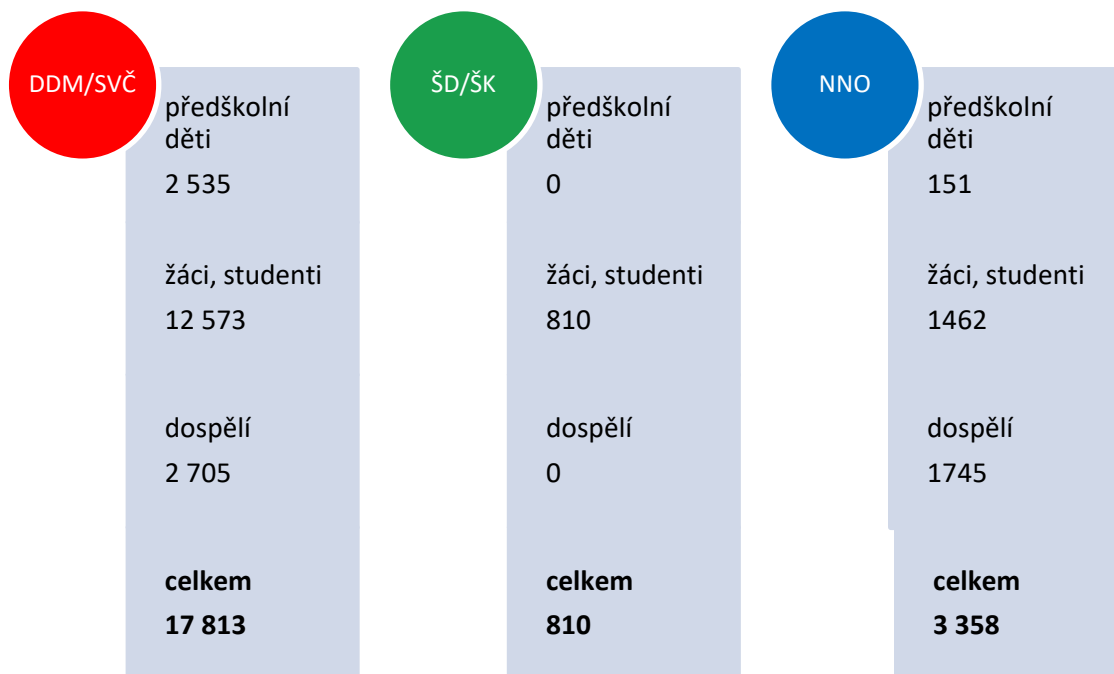 DDM/SVČ
předškolní
děti
2 535
žáci, studenti
12 573
dospělí
2 705
celkem
17 813
ŠD/ŠK
předškolní
děti
0
žáci, studenti
810
dospělí
0
celkem
810
NNO
předškolní
děti
151
žáci, studenti
1462
dospělí
1745
celkem
3 358